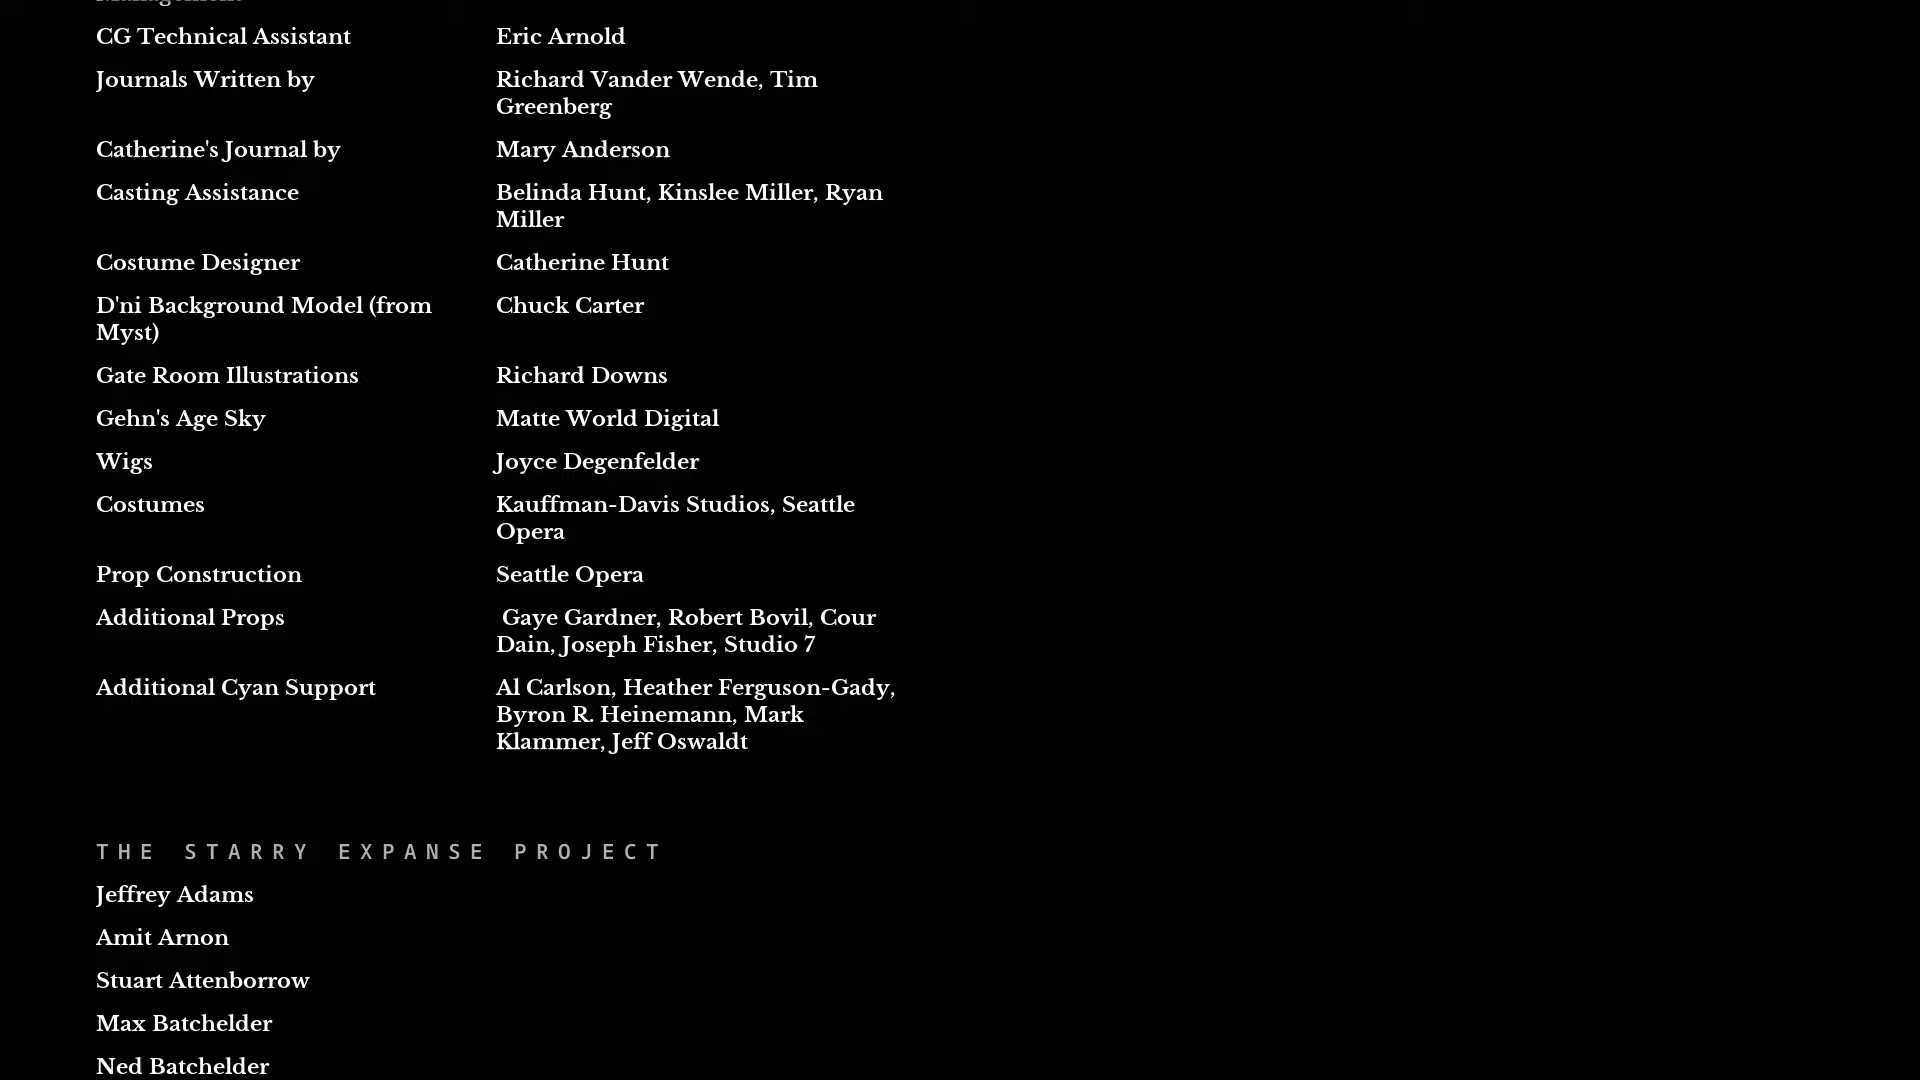 CG Technical Assistant Eric Arnold
Journals Written by Richard Vander Wende, Tim
Greenberg
Catherine's Journal by Mary Anderson
Casting Assistance Belinda Hunt, Kinslee Miller, Ryan
Miller
Costume Designer Catherine Hunt
D'ni Background Model (from Chuck Carter
Myst)
Gate Room Illustrations Richard Downs
Gehn's Age Sky Matte World Digital
Wigs Joyce Degenfelder
Costumes Kauffman-Davis Studios, Seattle
Opera
Prop Construction Seattle Opera
Additional Props Gaye Gardner, Robert Bovil, Cour
Dain, Joseph Fisher, Studio 7
Additional Cyan Support Al Carlson, Heather Ferguson-Gady,
Byron R. Heinemann, Mark
Klammer, Jeff Oswaldt
THE STARRY EXPANSE PROJECT
Jeffrey Adams
Amit Arnon
Stuart Attenborrow
Max Batchelder
Ned Batchelder